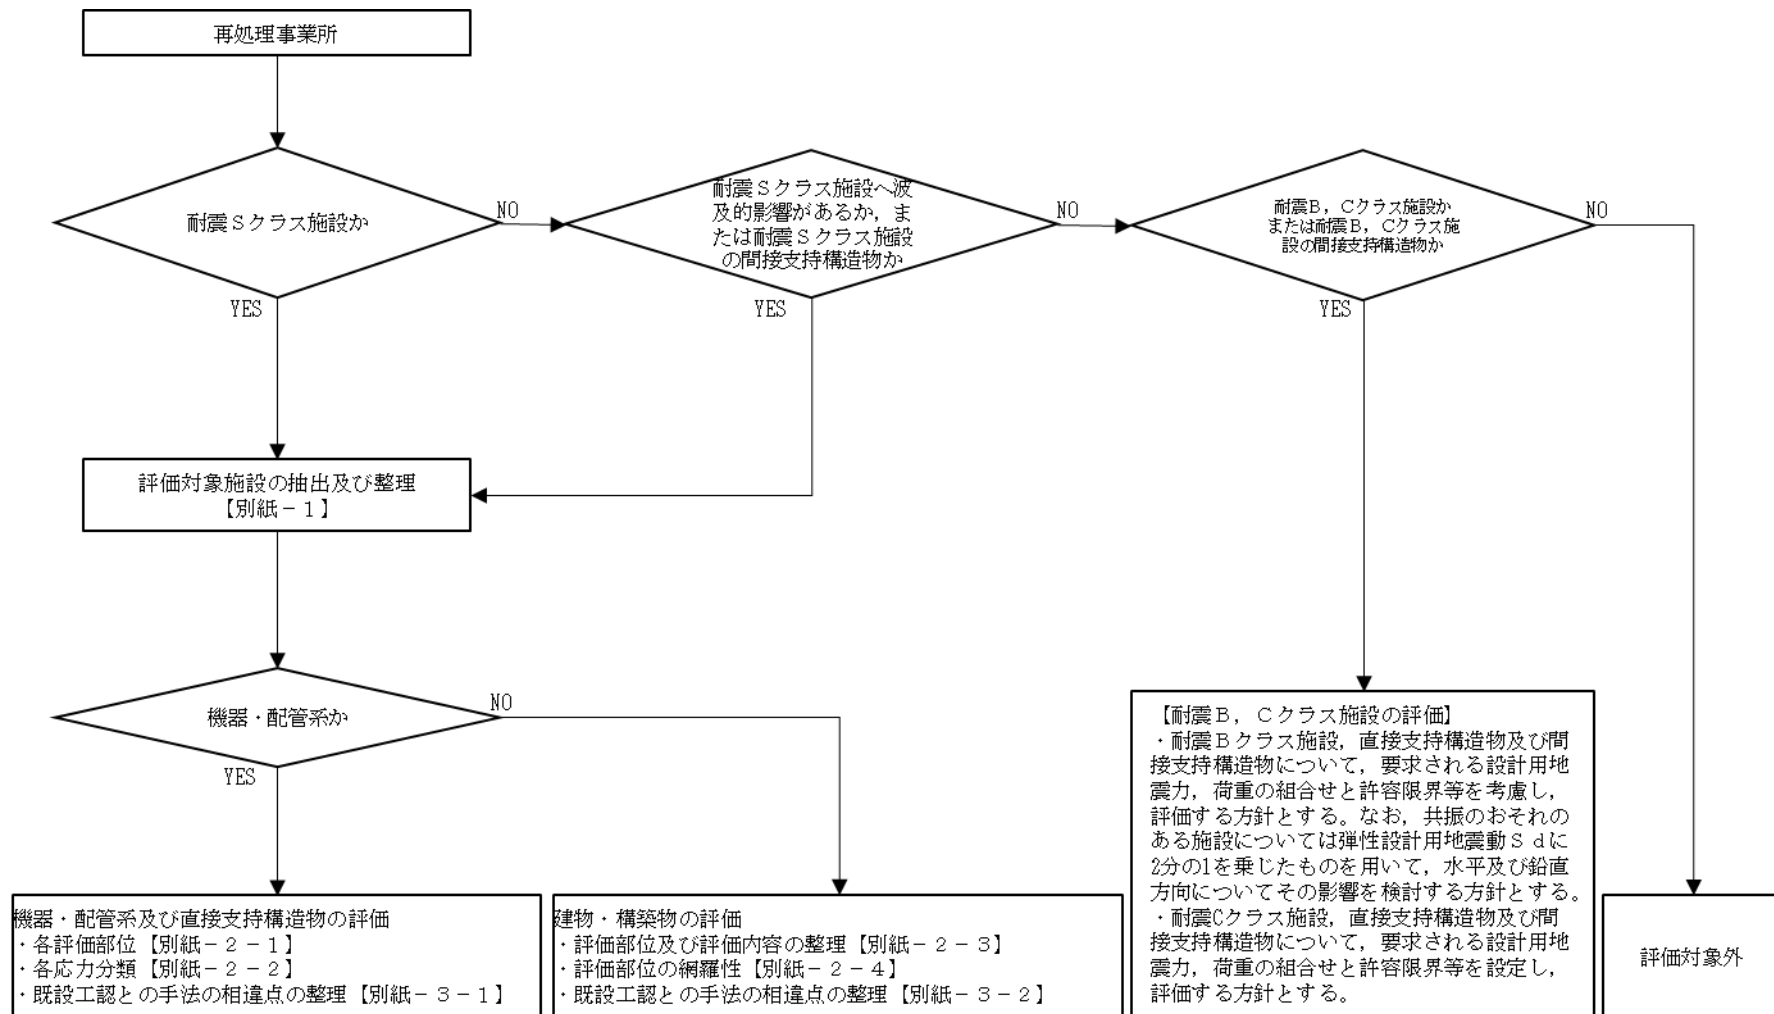 再処理事業所
耐震Ｓクラス施設か
NO
耐震Ｓクラス施設へ波
及的影響があるか，ま
たは耐震Ｓクラス施設
の間接支持構造物か
NO
耐震Ｂ，Ｃクラス施設か
または耐震Ｂ，Ｃクラス施
設の間接支持構造物か
NO
YES
YES
YES
評価対象施設の抽出及び整理
【別紙－１】
機器・配管系か
NO
YES
機器・配管系及び直接支持構造物の評価
・各評価部位【別紙－２－１】
・各応力分類【別紙－２－２】
・既設工認との手法の相違点の整理【別紙－３－１】
建物・構築物の評価
・評価部位及び評価内容の整理【別紙－２－３】
・評価部位の網羅性【別紙－２－４】
・既設工認との手法の相違点の整理【別紙－３－２】
【耐震Ｂ，Ｃクラス施設の評価】
・耐震Ｂクラス施設，直接支持構造物及び間
接支持構造物について，要求される設計用地
震力，荷重の組合せと許容限界等を考慮し，
評価する方針とする。なお，共振のおそれの
ある施設については弾性設計用地震動Ｓｄに
2分の1を乗じたものを用いて，水平及び鉛直
方向についてその影響を検討する方針とする。
・耐震Cクラス施設，直接支持構造物及び間
接支持構造物について，要求される設計用地
震力，荷重の組合せと許容限界等を設定し，
評価する方針とする。
評価対象外